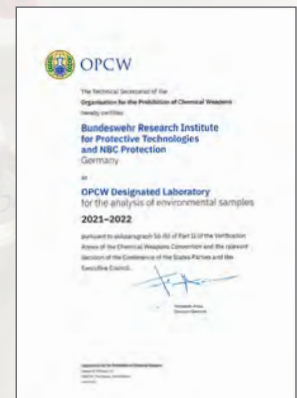 OPCW
The Technical Secretariat of the
Organisation for the Prohibition of Chemical Weapons
hereby certifies
Bundeswehr Research Institute
for Protective Technologies
and NBC Protection
Germany
as
OPCW Designated Laboratory
for the analysis of environmental samples
2021–2022
pursuant to subparagraph 56-60 of Part II of the Verification
Annex of the Chemical Weapons Convention and the relevant
decision of the Conference of the States Parties and the
Executive Council.
Director-General